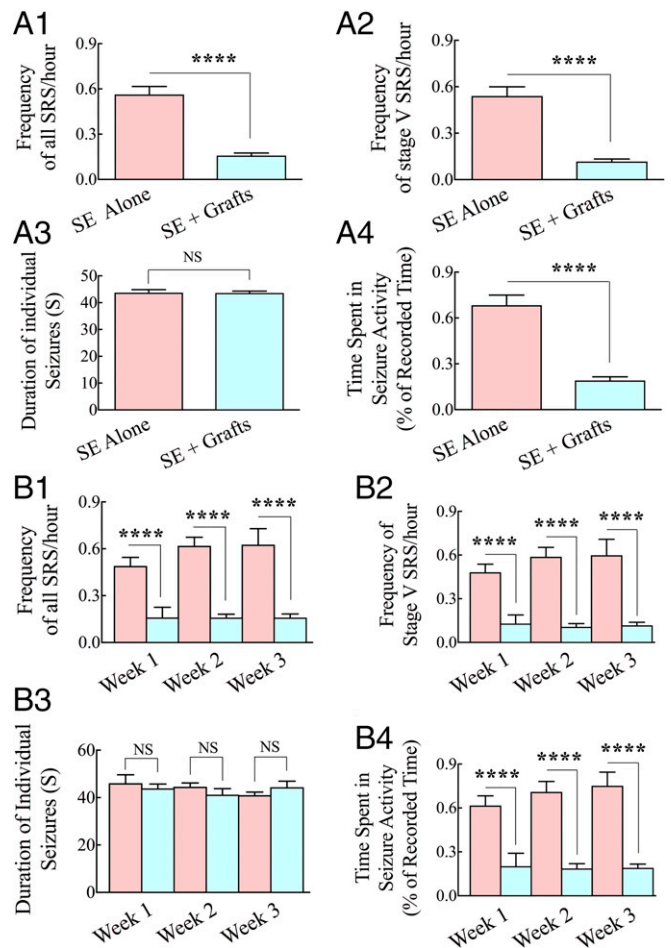 A1
Frequency
of all SRS/hour
0.9
0.6
0.3
0.0
****
SE Alone
SE + Grafts
A2
Frequency
of stage V SRS/hour
0.9
0.6
0.3
0.0
****
SE Alone
SE + Grafts
A3
Duration of individual
Seizures (S)
50
40
30
20
10
0
NS
SE Alone
SE + Grafts
A4
Time Spent in
Seizure Activity
(% of Recorded Time)
0.9
0.6
0.3
0.0
****
SE Alone
SE + Grafts
B1
Frequency
of all SRS/hour
0.9
0.6
0.3
0.0
****
****
****
Week 1
Week 2
Week 3
B2
Frequency of
Stage V SRS/hour
0.9
0.6
0.3
0.0
****
****
****
Week 1
Week 2
Week 3
B3
Duration of Individual
Seizures (S)
60
40
20
0
NS
NS
NS
Week 1
Week 2
Week 3
B4
Time Spent in
Seizure Activity
(% of Recorded Time)
0.9
0.6
0.3
0.0
****
****
****
Week 1
Week 2
Week 3